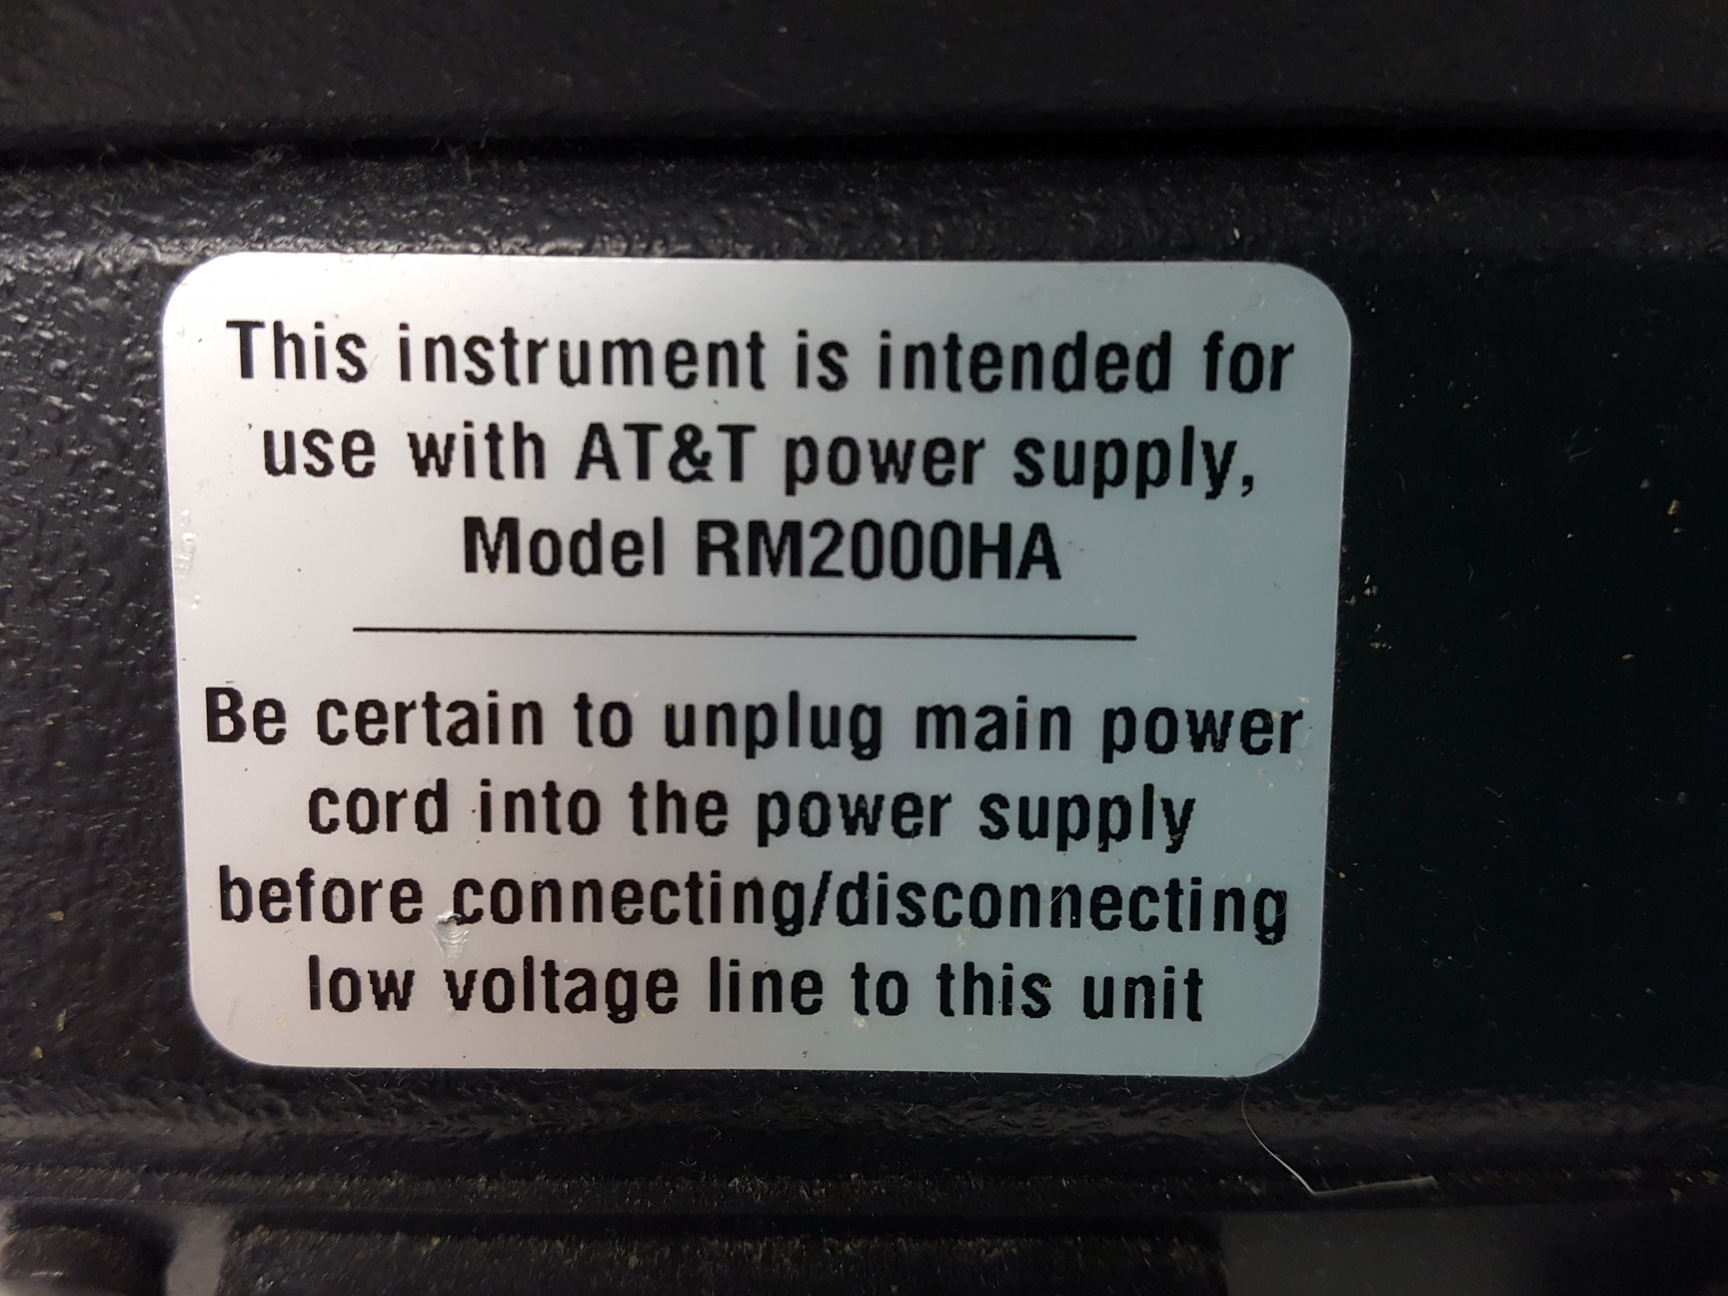 This instrument is intended for
use with AT&T power supply,
Model RM2000HA
Be certain to unplug main power
cord into the power supply
before connecting/disconnecting
low voltage line to this unit